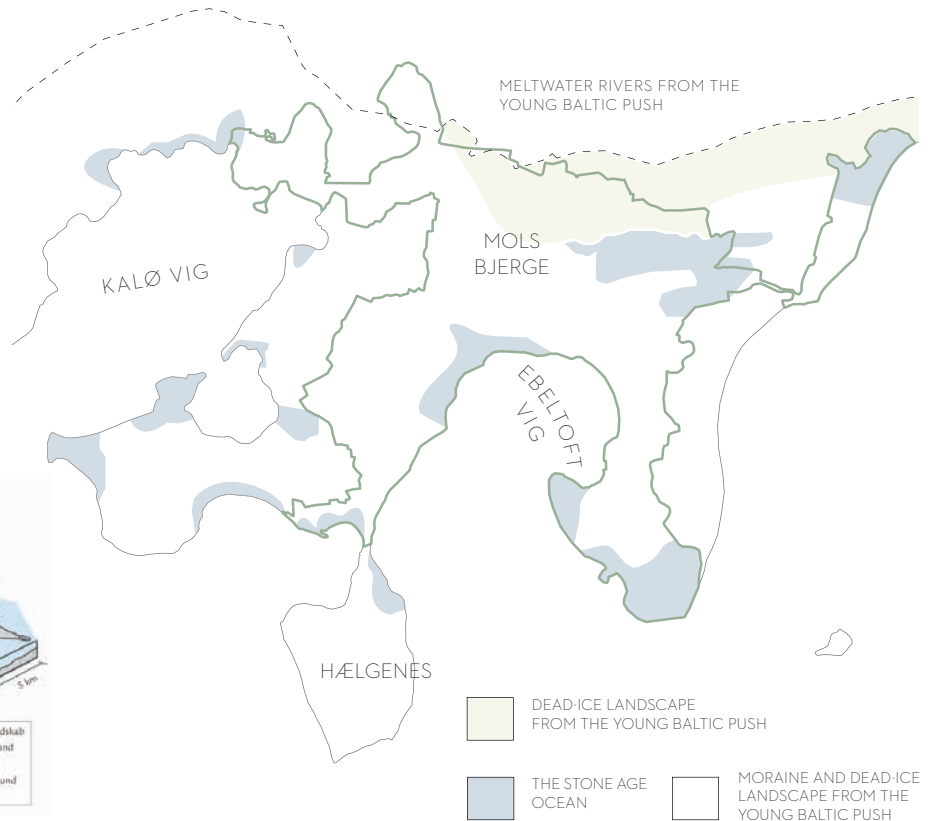 MELTWATER RIVERS FROM THE
YOUNG BALTIC PUSH
KALØ VIG
MOLS
BJERGE
EBELTOFT
VIG
HÆLGENES
5 km
dskab
und
DEAD-ICE LANDSCAPE
FROM THE YOUNG BALTIC PUSH
THE STONE AGE
OCEAN
MORAINE AND DEAD-ICE
LANDSCAPE FROM THE
YOUNG BALTIC PUSH